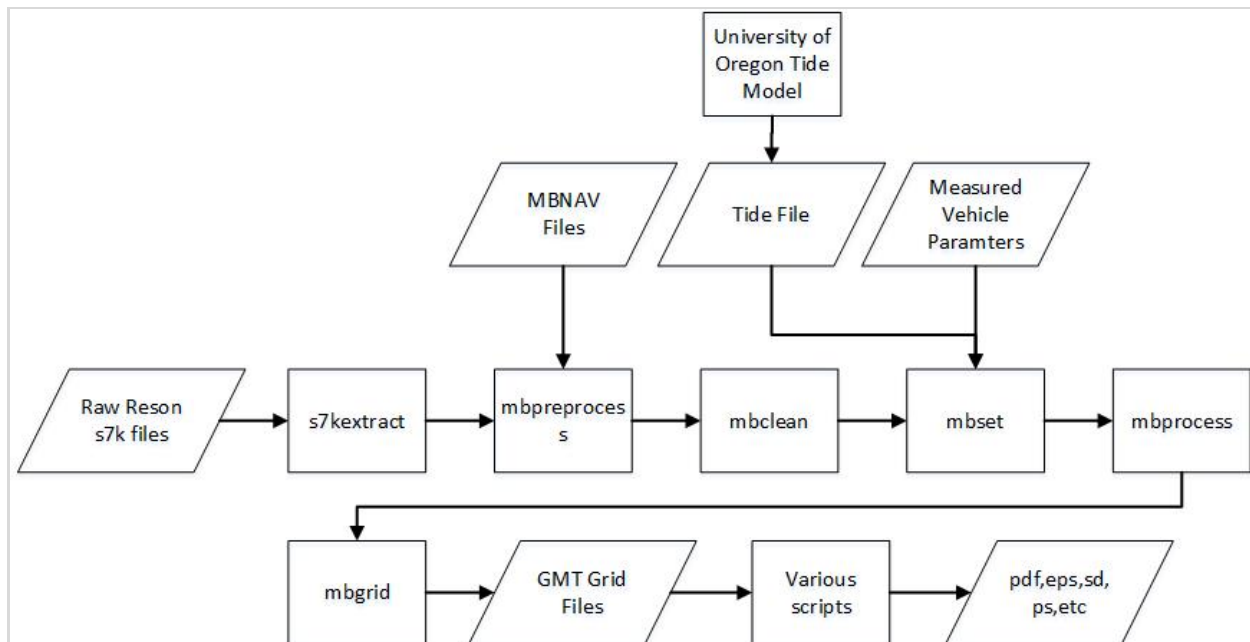 University of
Oregon Tide
Model
MBNAV
Files
Tide File
Measured
Vehicle
Paramters
Raw Reson
s7k files
s7kextract
mbpreproces
s
mbclean
mbset
mbprocess
mbgrid
GMT Grid
Files
Various
scripts
pdf,eps,sd,
ps,etc